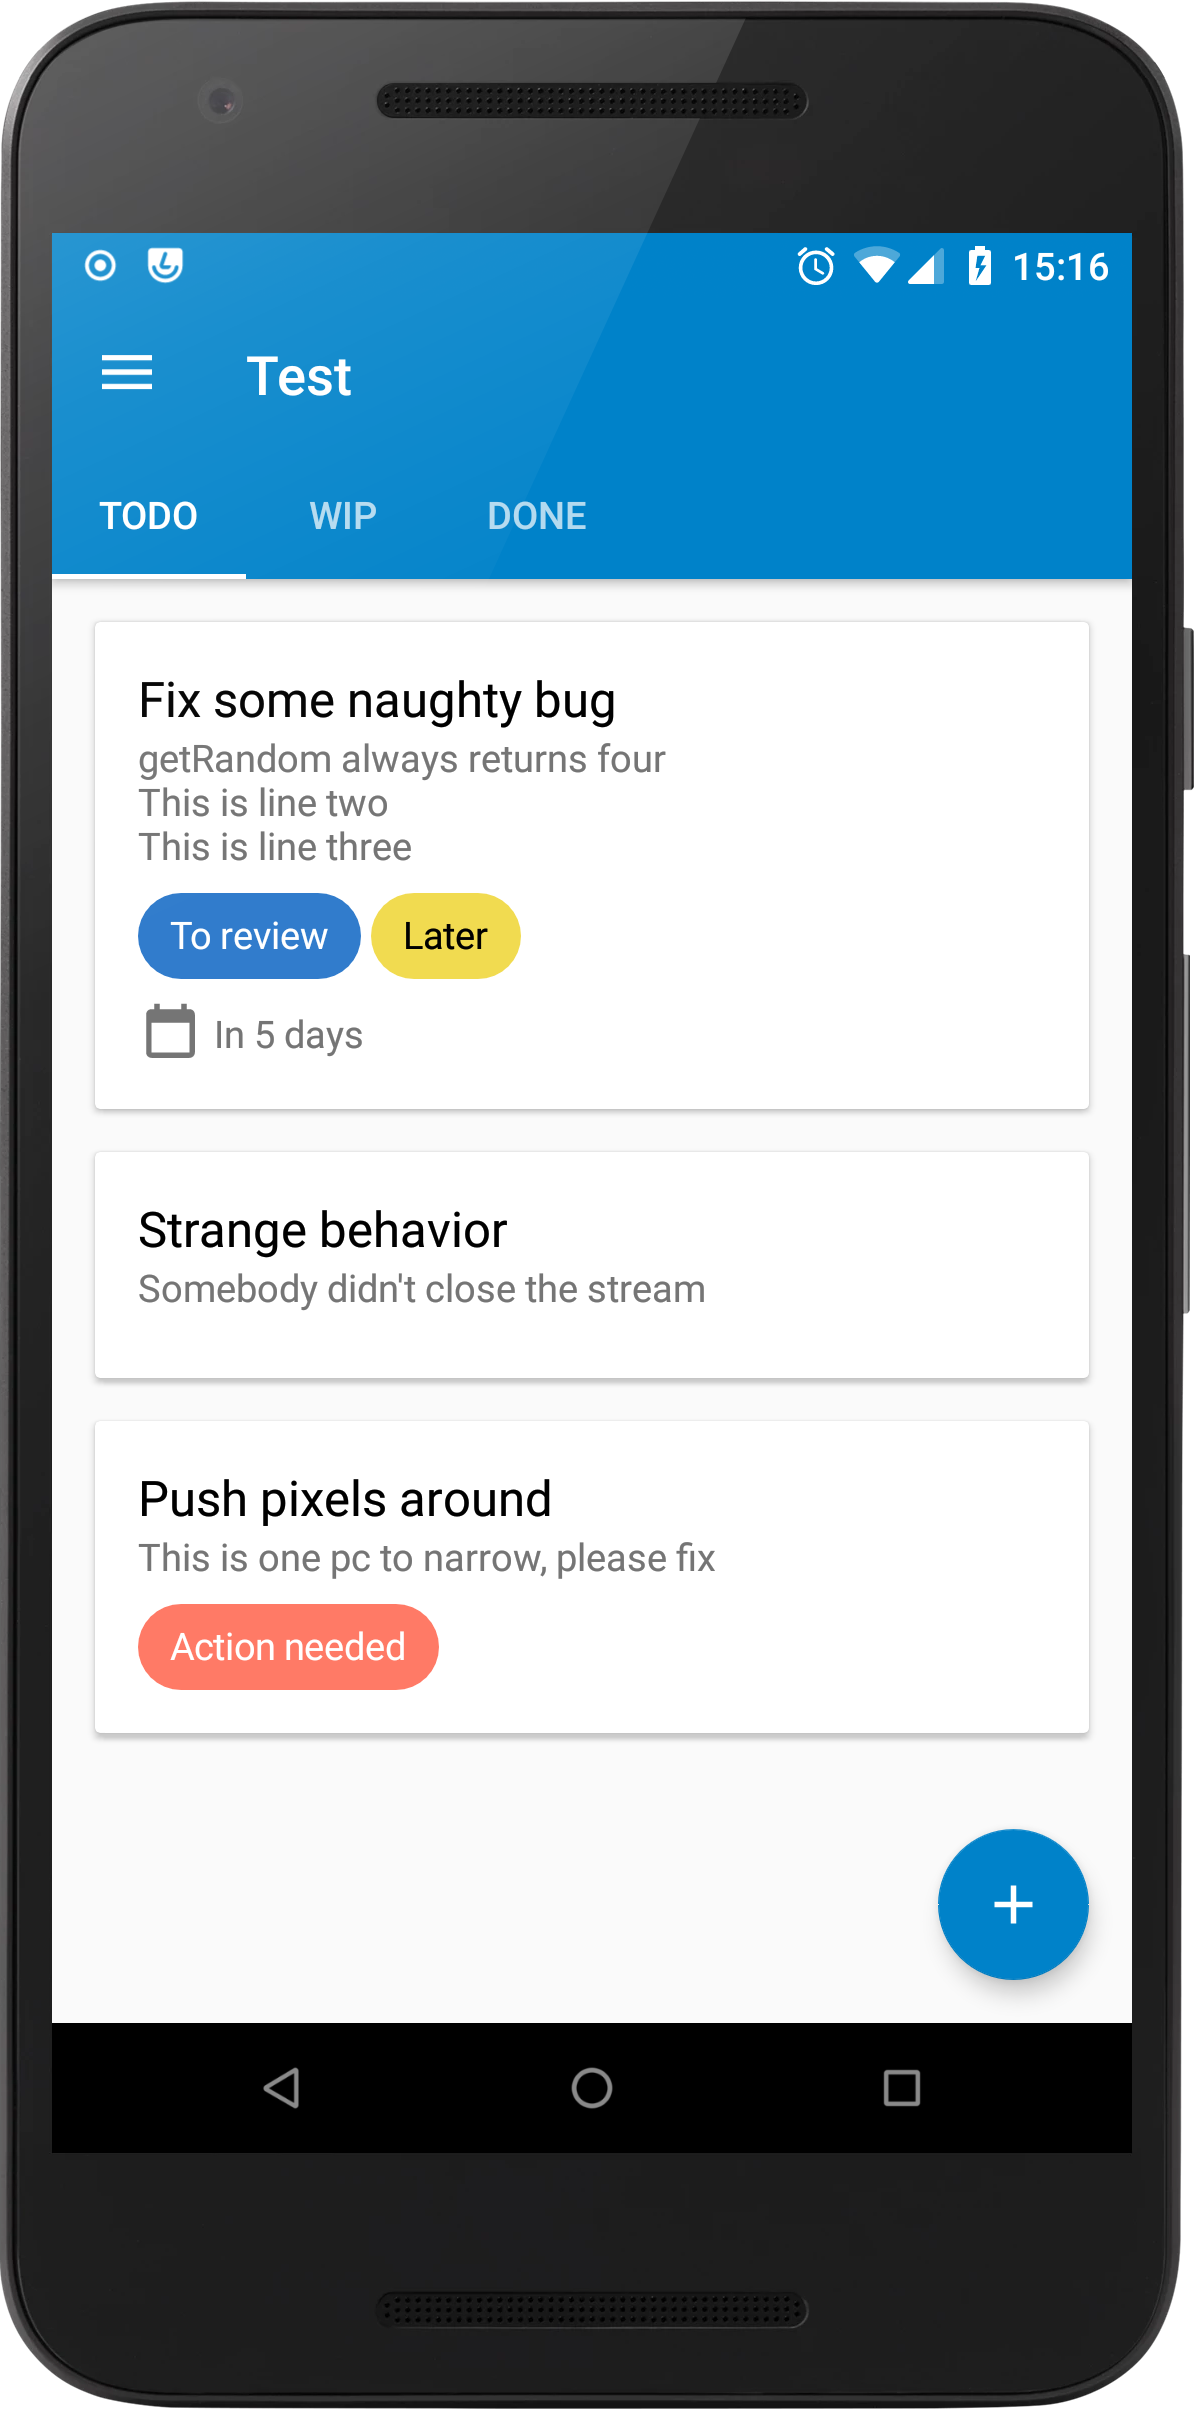 15:16
Test
TODO WIP DONE
Fix some naughty bug
getRandom always returns four
This is line two
This is line three
To review Later
In 5 days
Strange behavior
Somebody didn't close the stream
Push pixels around
This is one pc to narrow, please fix
Action needed